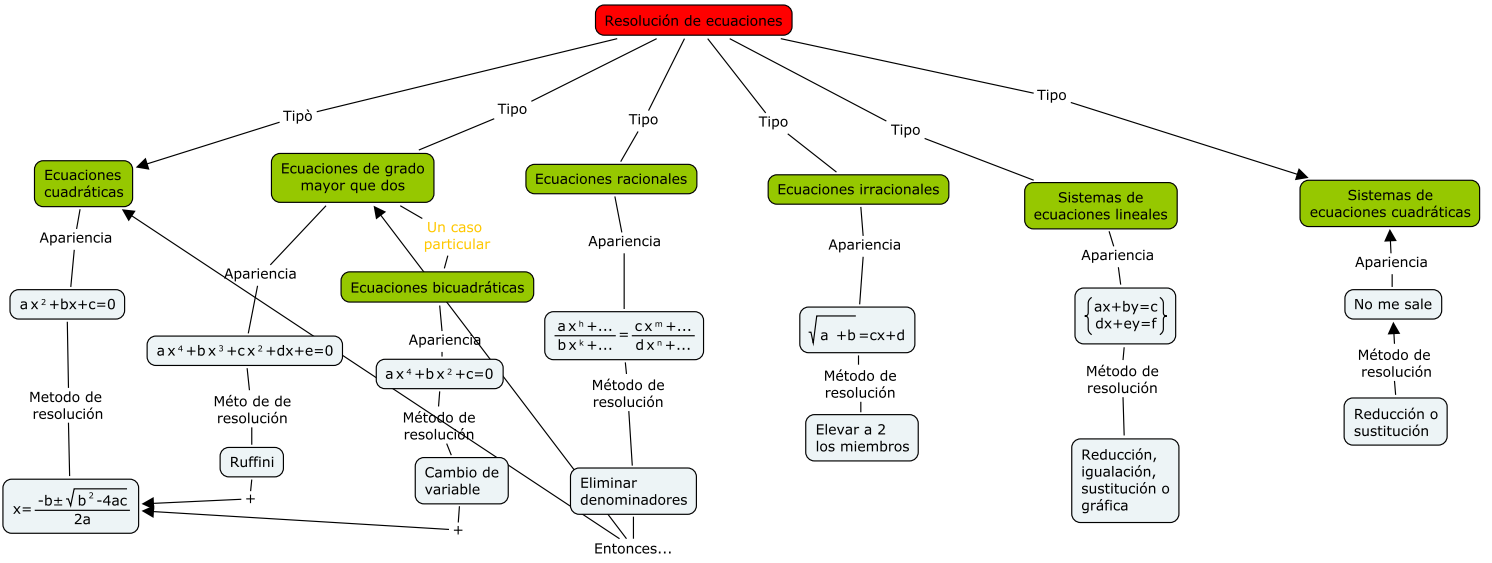 Resolución de ecuaciones
Tipò
Tipo
Tipo
Tipo
Tipo
Tipo
Ecuaciones
cuadráticas
Ecuaciones de grado
mayor que dos
Ecuaciones racionales
Ecuaciones irracionales
Sistemas de
ecuaciones lineales
Sistemas de
ecuaciones cuadráticas
Apariencia
Un caso
particular
Apariencia
Apariencia
Apariencia
Apariencia
Apariencia
Ecuaciones bicuadráticas
ax²+bx+c=0
{ax+by=c
dx+ey=f}
No me sale
axʰ+... = cxᵐ+...
bxᵏ+... dxⁿ+...
√a +b =cx+d
Apariencia
ax⁴+bx³+cx²+dx+e=0
ax⁴+bx²+c=0
Metodo de
resolución
Méto de de
resolución
Método de
resolución
Método de
resolución
Método de
resolución
Método de
resolución
Método de
resolución
Ruffini
Cambio de
variable
Eliminar
denominadores
Elevar a 2
los miembros
Reducción,
igualación,
sustitución o
gráfica
Reducción o
sustitución
x= -b±√b²-4ac
2a
+
+
Entonces...